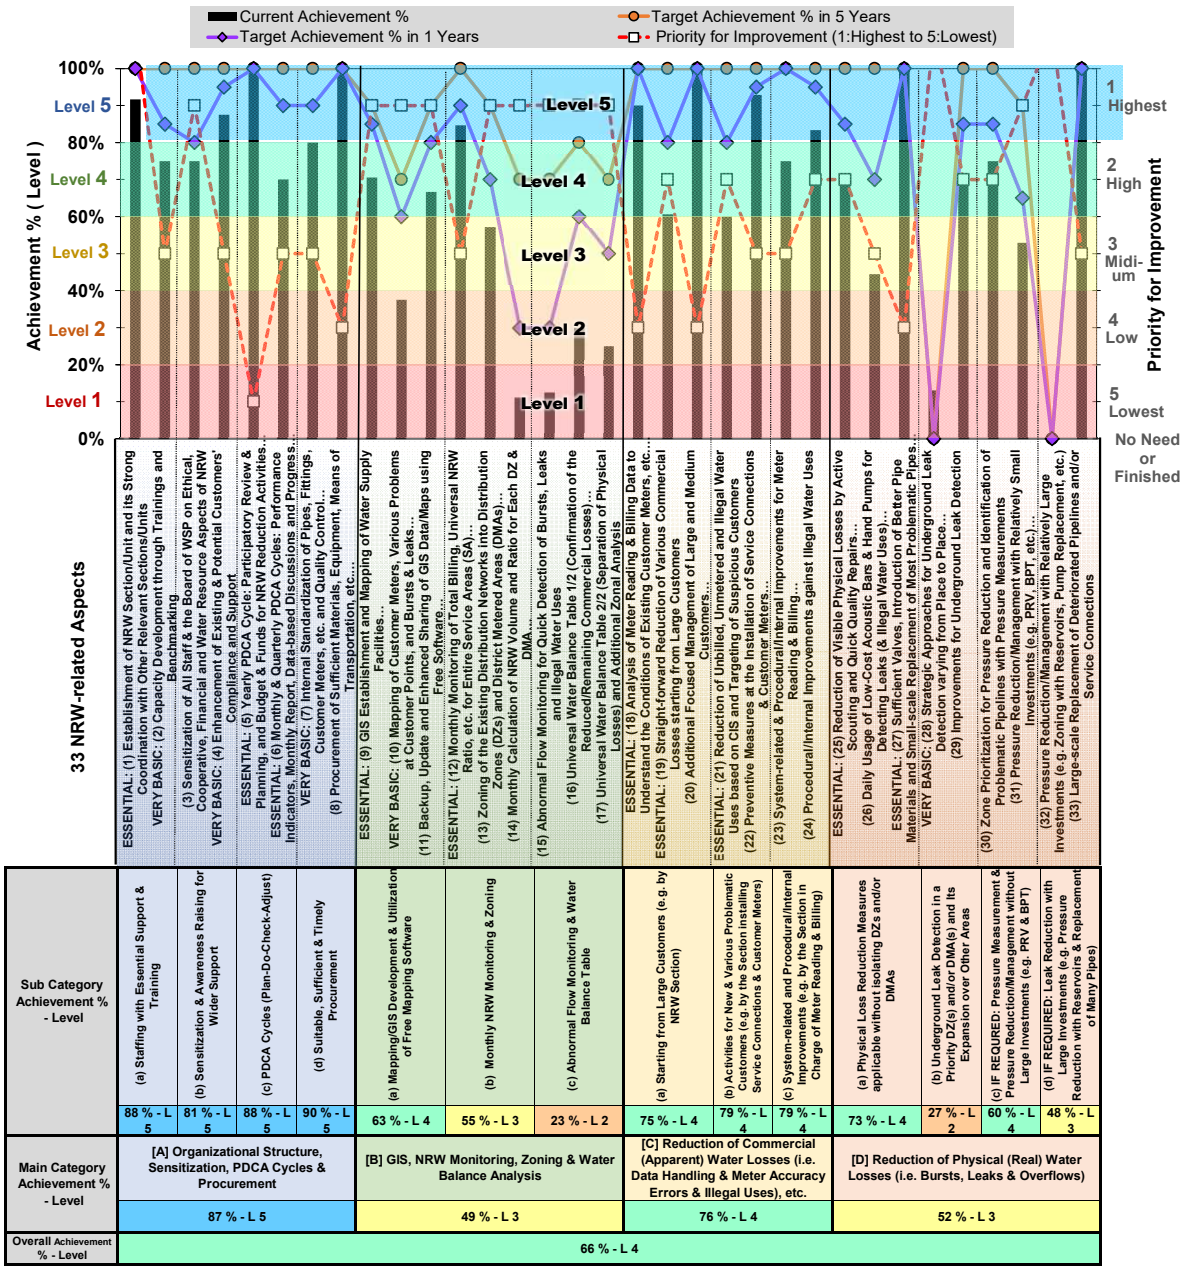 Current Achievement %
Target Achievement % in 5 Years
Target Achievement % in 1 Years
Priority for Improvement (1:Highest to 5:Lowest)
Achievement % ( Level )
100%
Level 5
80%
Level 4
60%
Level 3
40%
Level 2
20%
Level 1
0%
Level 5
Level 4
Level 3
Level 2
Level 1
1
Highest
2
High
3
Midi-
um
4
Low
5
Lowest
No Need
or
Finished
Priority for Improvement
33 NRW-related Aspects
ESSENTIAL: (1) Establishment of NRW Section/Unit and its Strong
Coordination with Other Relevant Sections/Units
VERY BASIC: (2) Capacity Development through Trainings and
Benchmarking
(3) Sensitization of All Staff & the Board of WSP on Ethical,
Cooperative, Financial and Water Resource Aspects of NRW
VERY BASIC: (4) Enhancement of Existing & Potential Customers'
Compliance and Support
ESSENTIAL: (5) Yearly PDCA Cycle: Participatory Review &
Planning, and Budget & Funds for NRW Reduction Activities...
ESSENTIAL: (6) Monthly & Quarterly PDCA Cycles: Performance
Indicators, Monthly Report, Data-based Discussions and Progress...
VERY BASIC: (7) Internal Standardization of Pipes, Fittings,
Customer Meters, etc. and Quality Control...
(8) Procurement of Sufficient Materials, Equipment, Means of
Transportation, etc....
ESSENTIAL: (9) GIS Establishment and Mapping of Water Supply
Facilities...
VERY BASIC: (10) Mapping of Customer Meters, Various Problems
at Customer Points, and Bursts & Leaks...
(11) Backup, Update and Enhanced Sharing of GIS Data/Maps using
Free Software...
ESSENTIAL: (12) Monthly Monitoring of Total Billing, Universal NRW
Ratio, etc. for Entire Service Areas (SA)...
(13) Zoning of the Existing Distribution Networks into Distribution
Zones (DZs) and District Metered Areas (DMAs)...
(14) Monthly Calculation of NRW Volume and Ratio for Each DZ &
DMA...
(15) Abnormal Flow Monitoring for Quick Detection of Bursts, Leaks
and Illegal Water Uses
(16) Universal Water Balance Table 1/2 (Confirmation of the
Reduced/Remaining Commercial Losses)...
(17) Universal Water Balance Table 2/2 (Separation of Physical
Losses) and Additional Zonal Analysis
ESSENTIAL: (18) Analysis of Meter Reading & Billing Data to
Understand the Conditions of Existing Customer Meters, etc...
ESSENTIAL: (19) Straight-forward Reduction of Various Commercial
Losses starting from Large Customers
(20) Additional Focused Management of Large and Medium
Customers...
ESSENTIAL: (21) Reduction of Unbilled, Unmetered and Illegal Water
Uses based on CIS and Targeting of Suspicious Customers
(22) Preventive Measures at the Installation of Service Connections
& Customer Meters...
(23) System-related & Procedural/Internal Improvements for Meter
Reading & Billing...
(24) Procedural/Internal Improvements against Illegal Water Uses
ESSENTIAL: (25) Reduction of Visible Physical Losses by Active
Scouting and Quick Quality Repairs...
(26) Daily Usage of Low-Cost Acoustic Bars & Hand Pumps for
Detecting Leaks (& Illegal Water Uses)...
ESSENTIAL: (27) Sufficient Valves, Introduction of Better Pipe
Materials and Small-scale Replacement of Most Problematic Pipes...
VERY BASIC: (28) Strategic Approaches for Underground Leak
Detection varying from Place to Place...
(29) Improvements for Underground Leak Detection
(30) Zone Prioritization for Pressure Reduction and Identification of
Problematic Pipelines with Pressure Measurements
(31) Pressure Reduction/Management with Relatively Small
Investments (e.g. PRV, BPT, etc.)...
(32) Pressure Reduction/Management with Relatively Large
Investments (e.g. Zoning with Reservoirs, Pump Replacement, etc.)
(33) Large-scale Replacement of Deteriorated Pipelines and/or
Service Connections
Sub Category
Achievement %
- Level
(a) Staffing with Essential Support &
Training
(b) Sensitization & Awareness Raising for
Wider Support
(c) PDCA Cycles (Plan-Do-Check-Adjust)
(d) Suitable, Sufficient & Timely
Procurement
(a) Mapping/GIS Development & Utilization
of Free Mapping Software
(b) Monthly NRW Monitoring & Zoning
(c) Abnormal Flow Monitoring & Water
Balance Table
(a) Starting from Large Customers (e.g. by
NRW Section)
(b) Activities for New & Various Problematic
Customers (e.g. by the Section installing
Service Connections & Customer Meters)
(c) System-related and Procedural/Internal
Improvements (e.g. by the Section in
Charge of Meter Reading & Billing)
(a) Physical Loss Reduction Measures
applicable without isolating DZs and/or
DMAs
(b) Underground Leak Detection in a
Priority DZ(s) and/or DMA(s) and Its
Expansion over Other Areas
(c) IF REQUIRED: Pressure Measurement &
Pressure Reduction/Management without
Large Investments (e.g. PRV & BPT)
(d) IF REQUIRED: Leak Reduction with
Large Investments (e.g. Pressure
Reduction with Reservoirs & Replacement
of Many Pipes)
88 % - L
5
81 % - L
5
88 % - L
5
90 % - L
5
63 % - L 4
55 % - L 3
23 % - L 2
75 % - L 4
79 % - L
4
79 % - L
4
73 % - L 4
27 % - L
2
60 % - L
4
48 % - L
3
Main Category
Achievement %
- Level
[A] Organizational Structure,
Sensitization, PDCA Cycles &
Procurement
[B] GIS, NRW Monitoring, Zoning & Water
Balance Analysis
[C] Reduction of Commercial
(Apparent) Water Losses (i.e.
Data Handling & Meter Accuracy
Errors & Illegal Uses), etc.
[D] Reduction of Physical (Real) Water
Losses (i.e. Bursts, Leaks & Overflows)
87 % - L 5
49 % - L 3
76 % - L 4
52 % - L 3
Overall Achievement
% - Level
66 % - L 4